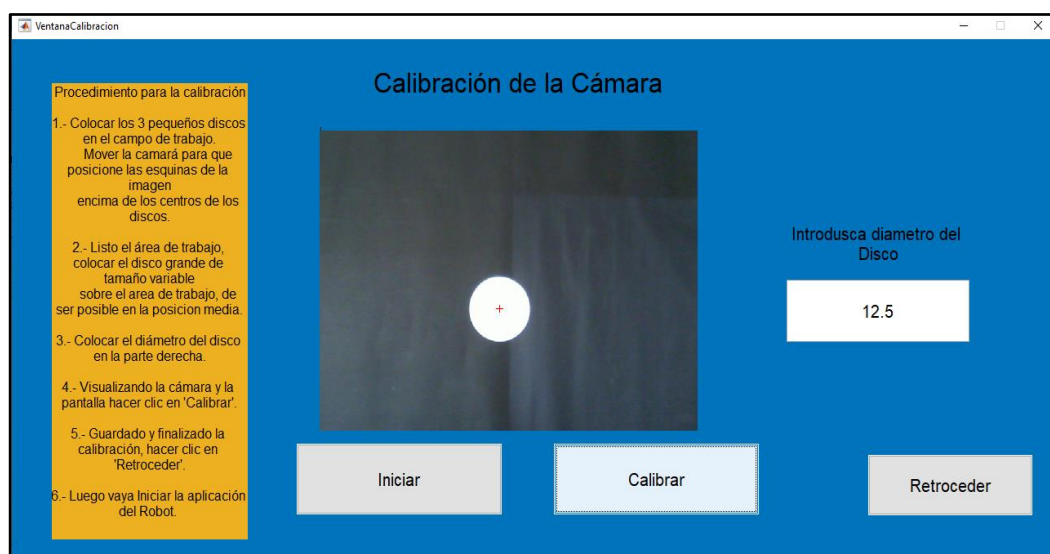 VentanaCalibracion
Calibración de la Cámara
Procedimiento para la calibración
1.- Colocar los 3 pequeños discos
en el campo de trabajo.
Mover la camará para que
posicione las esquinas de la
imagen
encima de los centros de los
discos.
2.- Listo el área de trabajo,
colocar el disco grande de
tamaño variable
sobre el area de trabajo, de
ser posible en la posicion media.
3.- Colocar el diámetro del disco
en la parte derecha.
4.- Visualizando la cámara y la
pantalla hacer clic en 'Calibrar'.
5.- Guardado y finalizado la
calibración, hacer clic en
'Retroceder'.
6.- Luego vaya Iniciar la aplicación
del Robot.
Introdusca diametro del
Disco
12.5
Iniciar
Calibrar
Retroceder